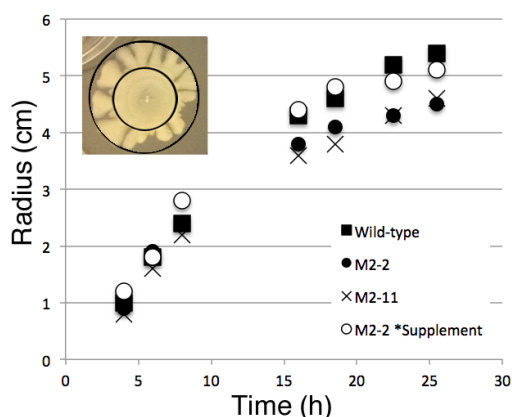 6
5
4
3
2
1
0
Radius (cm)
Wild-type
M2-2
M2-11
M2-2 *Supplement
0 5 10 15 20 25 30
Time (h)